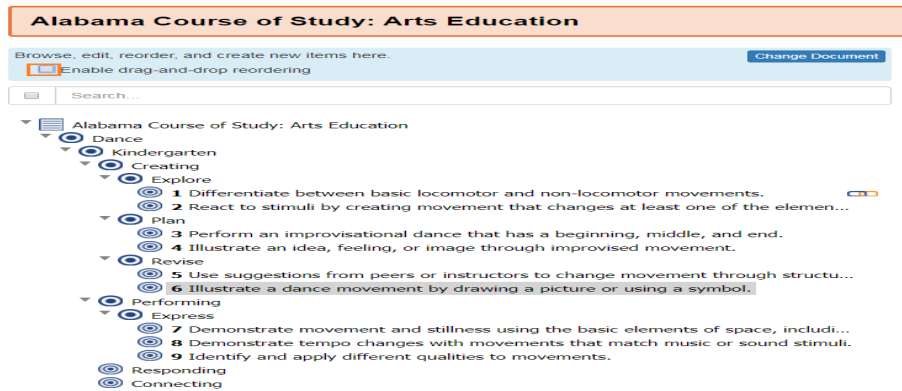 Alabama Course of Study: Arts Education
Browse, edit, reorder, and create new items here.
Change Document
Enable drag-and-drop reordering
Search...
Alabama Course of Study: Arts Education
Dance
Kindergarten
Creating
Explore
1 Differentiate between basic locomotor and non-locomotor movements.
2 React to stimuli by creating movement that changes at least one of the elemen...
Plan
3 Perform an improvisational dance that has a beginning, middle, and end.
4 Illustrate an idea, feeling, or image through improvised movement.
Revise
5 Use suggestions from peers or instructors to change movement through structu...
6 Illustrate a dance movement by drawing a picture or using a symbol.
Performing
Express
7 Demonstrate movement and stillness using the basic elements of space, includi...
8 Demonstrate tempo changes with movements that match music or sound stimuli.
9 Identify and apply different qualities to movements.
Responding
Connecting